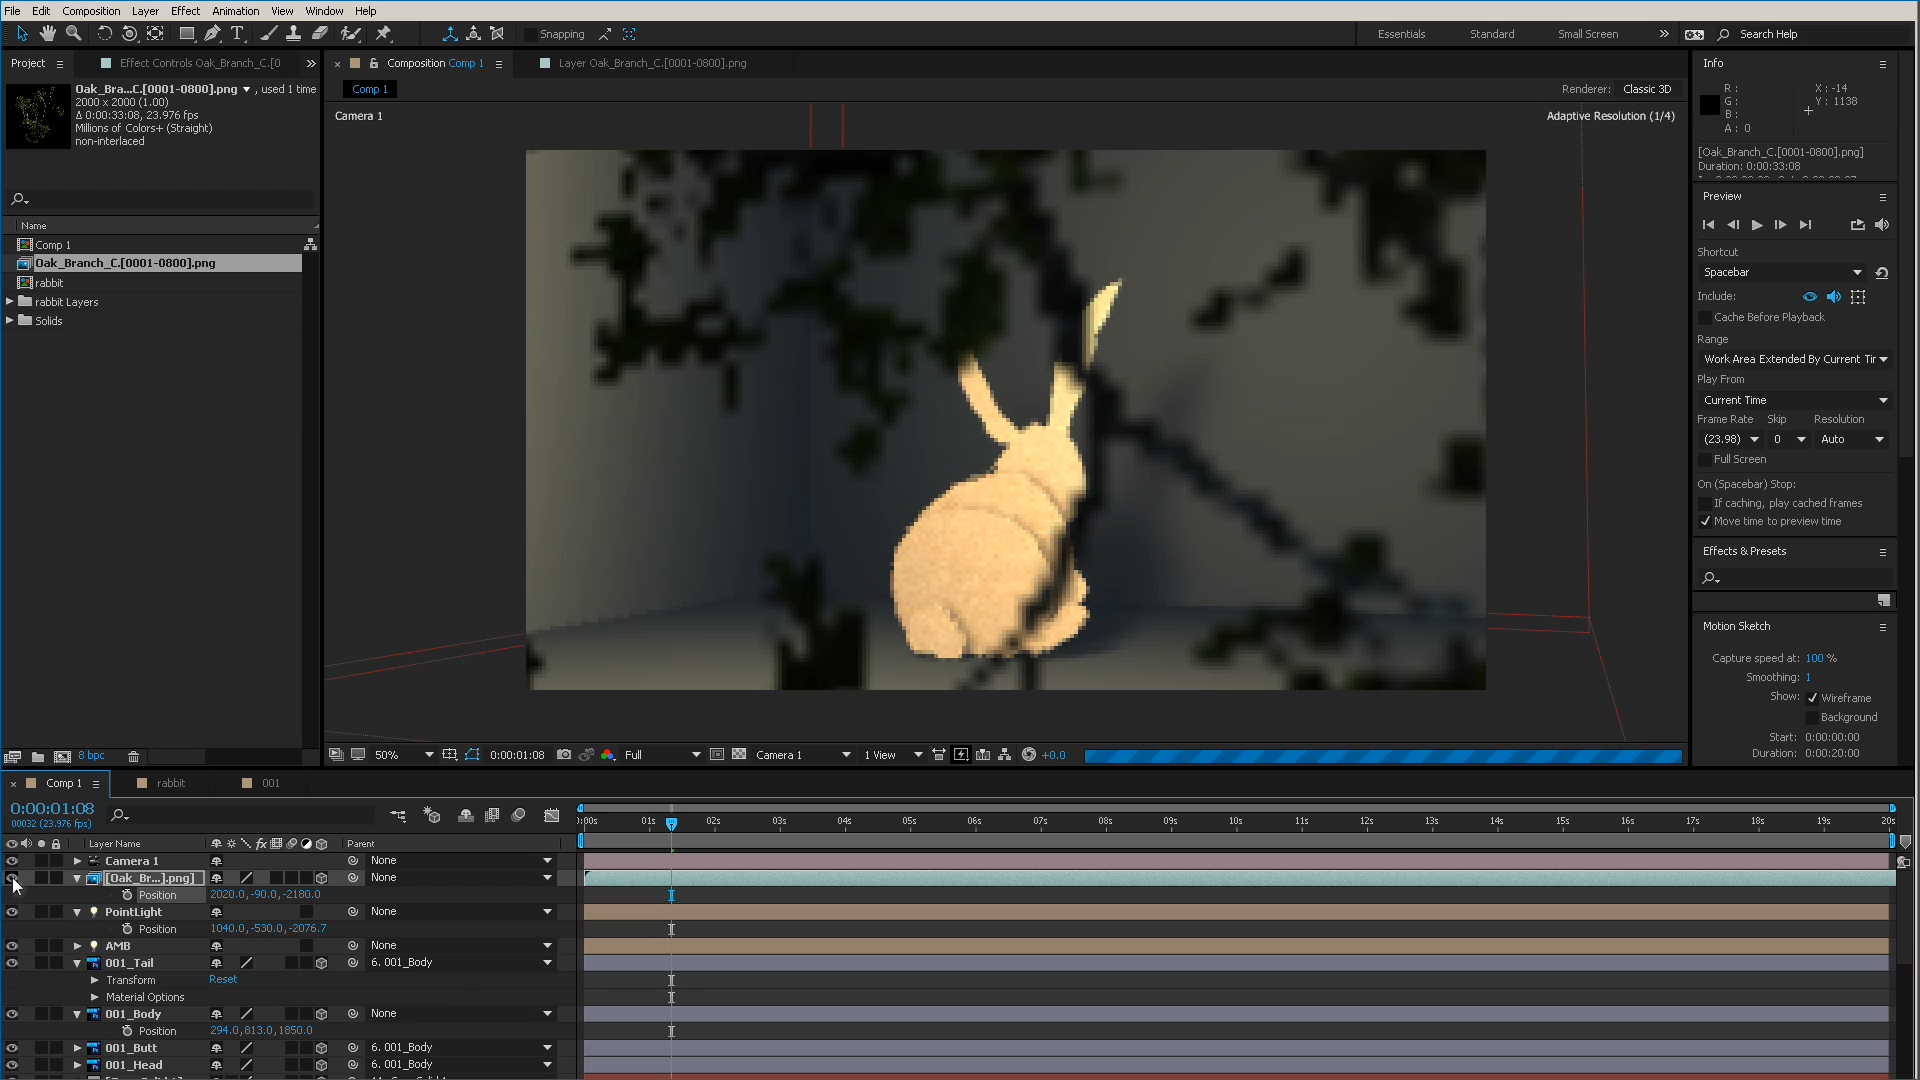 File Edit Composition Layer Effect Animation View Window Help
Snapping
Essentials Standard Small Screen Search Help
Project Effect Controls Oak_Branch_C.[0
Composition Comp 1 Layer Oak_Branch_C.[0001-0800].png
Comp 1 Renderer: Classic 3D
Oak_Bra...C.[0001-0800].png , used 1 time
2000 x 2000 (1.00)
Δ 0:00:33:08, 23.976 fps
Millions of Colors+ (Straight)
non-interlaced
Camera 1 Adaptive Resolution (1/4)
Name
Comp 1
Oak_Branch_C.[0001-0800].png
rabbit
rabbit Layers
Solids
8 bpc
50% 0:00:01:08 Full Camera 1 1 View +0.0
Info
R : X : -14
G : Y : 1138
B :
A : 0
[Oak_Branch_C.[0001-0800].png]
Duration: 0:00:33:08
Preview
Shortcut
Spacebar
Include:
Cache Before Playback
Range
Work Area Extended By Current Tir
Play From
Current Time
Frame Rate Skip Resolution
(23.98) 0 Auto
Full Screen
On (Spacebar) Stop:
If caching, play cached frames
Move time to preview time
Effects & Presets
Motion Sketch
Capture speed at: 100 %
Smoothing: 1
Show: Wireframe
Background
Start: 0:00:00:00
Duration: 0:00:20:00
Comp 1 rabbit 001
0:00:01:08
00032 (23.976 fps)
):00s 01s 02s 03s 04s 05s 06s 07s 08s 09s 10s 11s 12s 13s 14s 15s 16s 17s 18s 19s 20s
Layer Name fx Parent
Camera 1 None
[Oak_Br...].png] None
Position 2020.0,-90.0,-2180.0
PointLight None
Position 1040.0,-530.0,-2076.7
AMB None
001_Tail 6. 001_Body
Transform Reset
Material Options
001_Body None
Position 294.0,813.0,1850.0
001_Butt 6. 001_Body
001_Head 6. 001_Body